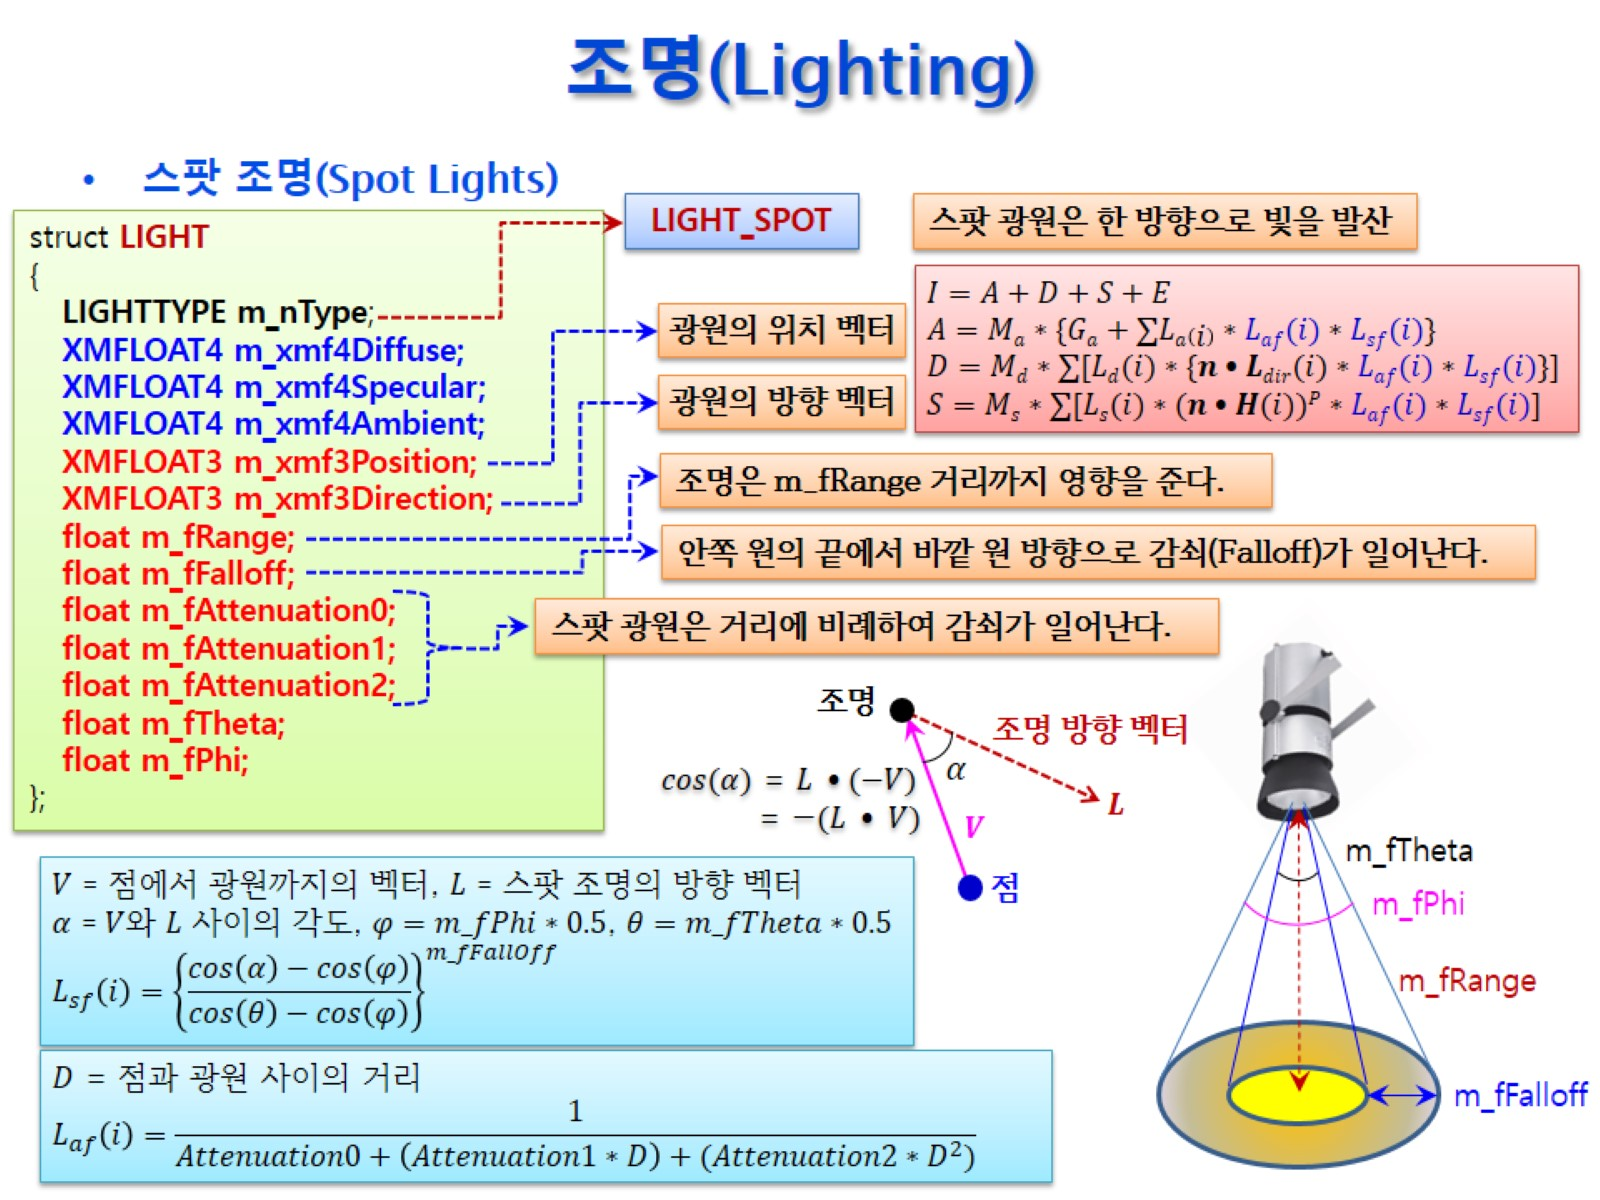 조명(Lighting)
• 스팟 조명(Spot Lights)
struct LIGHT
{
LIGHTTYPE m_nType;
XMFLOAT4 m_xmf4Diffuse;
XMFLOAT4 m_xmf4Specular;
XMFLOAT4 m_xmf4Ambient;
XMFLOAT3 m_xmf3Position;
XMFLOAT3 m_xmf3Direction;
float m_fRange;
float m_fFalloff;
float m_fAttenuation0;
float m_fAttenuation1;
float m_fAttenuation2;
float m_fTheta;
float m_fPhi;
};
LIGHT_SPOT
스팟 광원은 한 방향으로 빛을 발산
광원의 위치 벡터
광원의 방향 벡터
I = A + D + S + E
A = M_a * {G_a + ∑L_a(i) * L_af(i) * L_sf(i)}
D = M_d * ∑[L_d(i) * {n • L_dir(i) * L_af(i) * L_sf(i)}]
S = M_s * ∑[L_s(i) * (n • H(i))^P * L_af(i) * L_sf(i)]
조명은 m_fRange 거리까지 영향을 준다.
안쪽 원의 끝에서 바깥 원 방향으로 감쇠(Falloff)가 일어난다.
스팟 광원은 거리에 비례하여 감쇠가 일어난다.
조명
조명 방향 벡터
α
cos(α) = L • (−V)
= −(L • V)
L
V
점
V = 점에서 광원까지의 벡터, L = 스팟 조명의 방향 벡터
α = V와 L 사이의 각도, φ = m_fPhi * 0.5, θ = m_fTheta * 0.5
L_sf(i) = {(cos(α) − cos(φ)) / (cos(θ) − cos(φ))}^m_fFallOff
D = 점과 광원 사이의 거리
L_af(i) = 1 / (Attenuation0 + (Attenuation1 * D) + (Attenuation2 * D²))
m_fTheta
m_fPhi
m_fRange
m_fFalloff